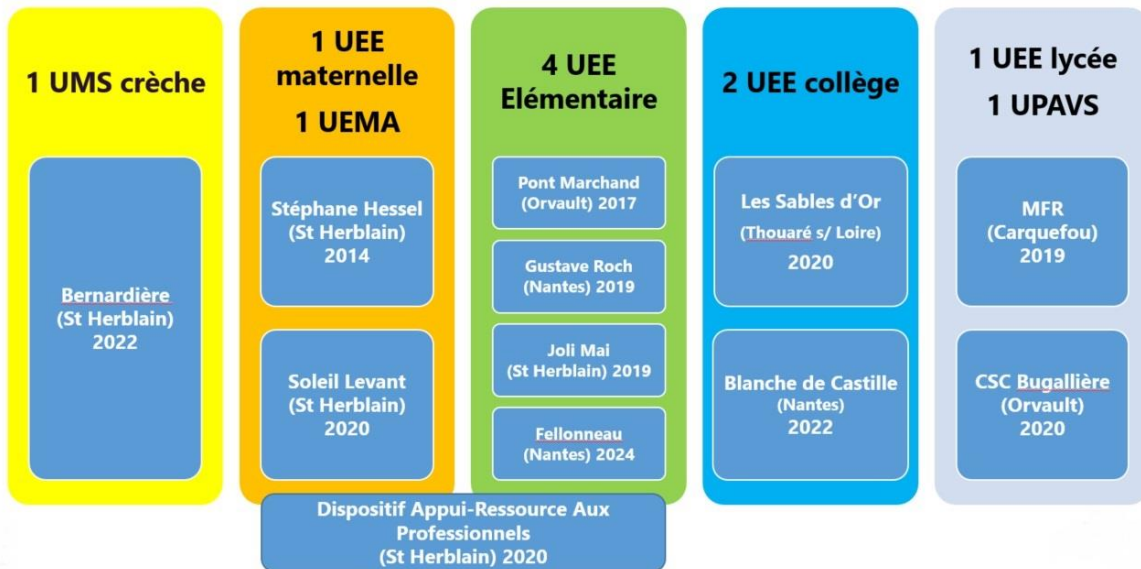 1 UMS crèche
Bernardière
(St Herblain)
2022
1 UEE
maternelle
1 UEMA
Stéphane Hessel
(St Herblain)
2014
Soleil Levant
(St Herblain)
2020
4 UEE
Elémentaire
Pont Marchand
(Orvault) 2017
Gustave Roch
(Nantes) 2019
Joli Mai
(St Herblain) 2019
Fellonneau
(Nantes) 2024
2 UEE collège
Les Sables d’Or
(Thouaré s/ Loire)
2020
Blanche de Castille
(Nantes)
2022
1 UEE lycée
1 UPAVS
MFR
(Carquefou)
2019
CSC Bugallière
(Orvault)
2020
Dispositif Appui-Ressource Aux
Professionnels
(St Herblain) 2020